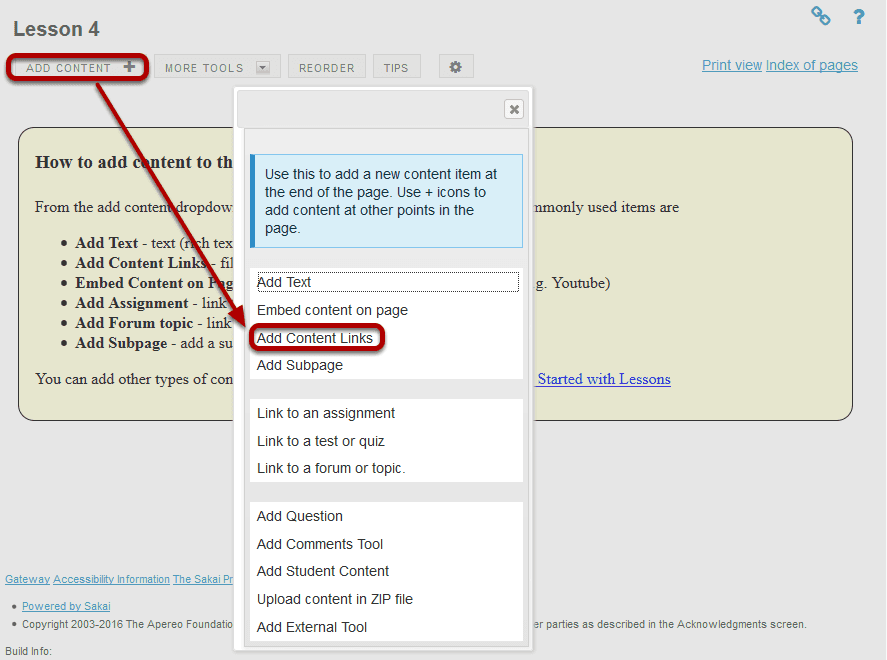 Lesson 4
?
ADD CONTENT +
MORE TOOLS
REORDER
TIPS
Print view Index of pages
Use this to add a new content item at
the end of the page. Use + icons to
add content at other points in the
page.
Add Text
Embed content on page
Add Content Links
Add Subpage
Link to an assignment
Link to a test or quiz
Link to a forum or topic.
Add Question
Add Comments Tool
Add Student Content
Upload content in ZIP file
Add External Tool
How to add content to th
From the add content dropdow mmonly used items are
• Add Text - text (rich tex
• Add Content Links - fil
• Embed Content on Pag g. Youtube)
• Add Assignment - link
• Add Forum topic - link
• Add Subpage - add a su
You can add other types of con Started with Lessons
Gateway Accessibility Information The Sakai Pr
• Powered by Sakai
• Copyright 2003-2016 The Apereo Foundatio er parties as described in the Acknowledgments screen.
Build Info: